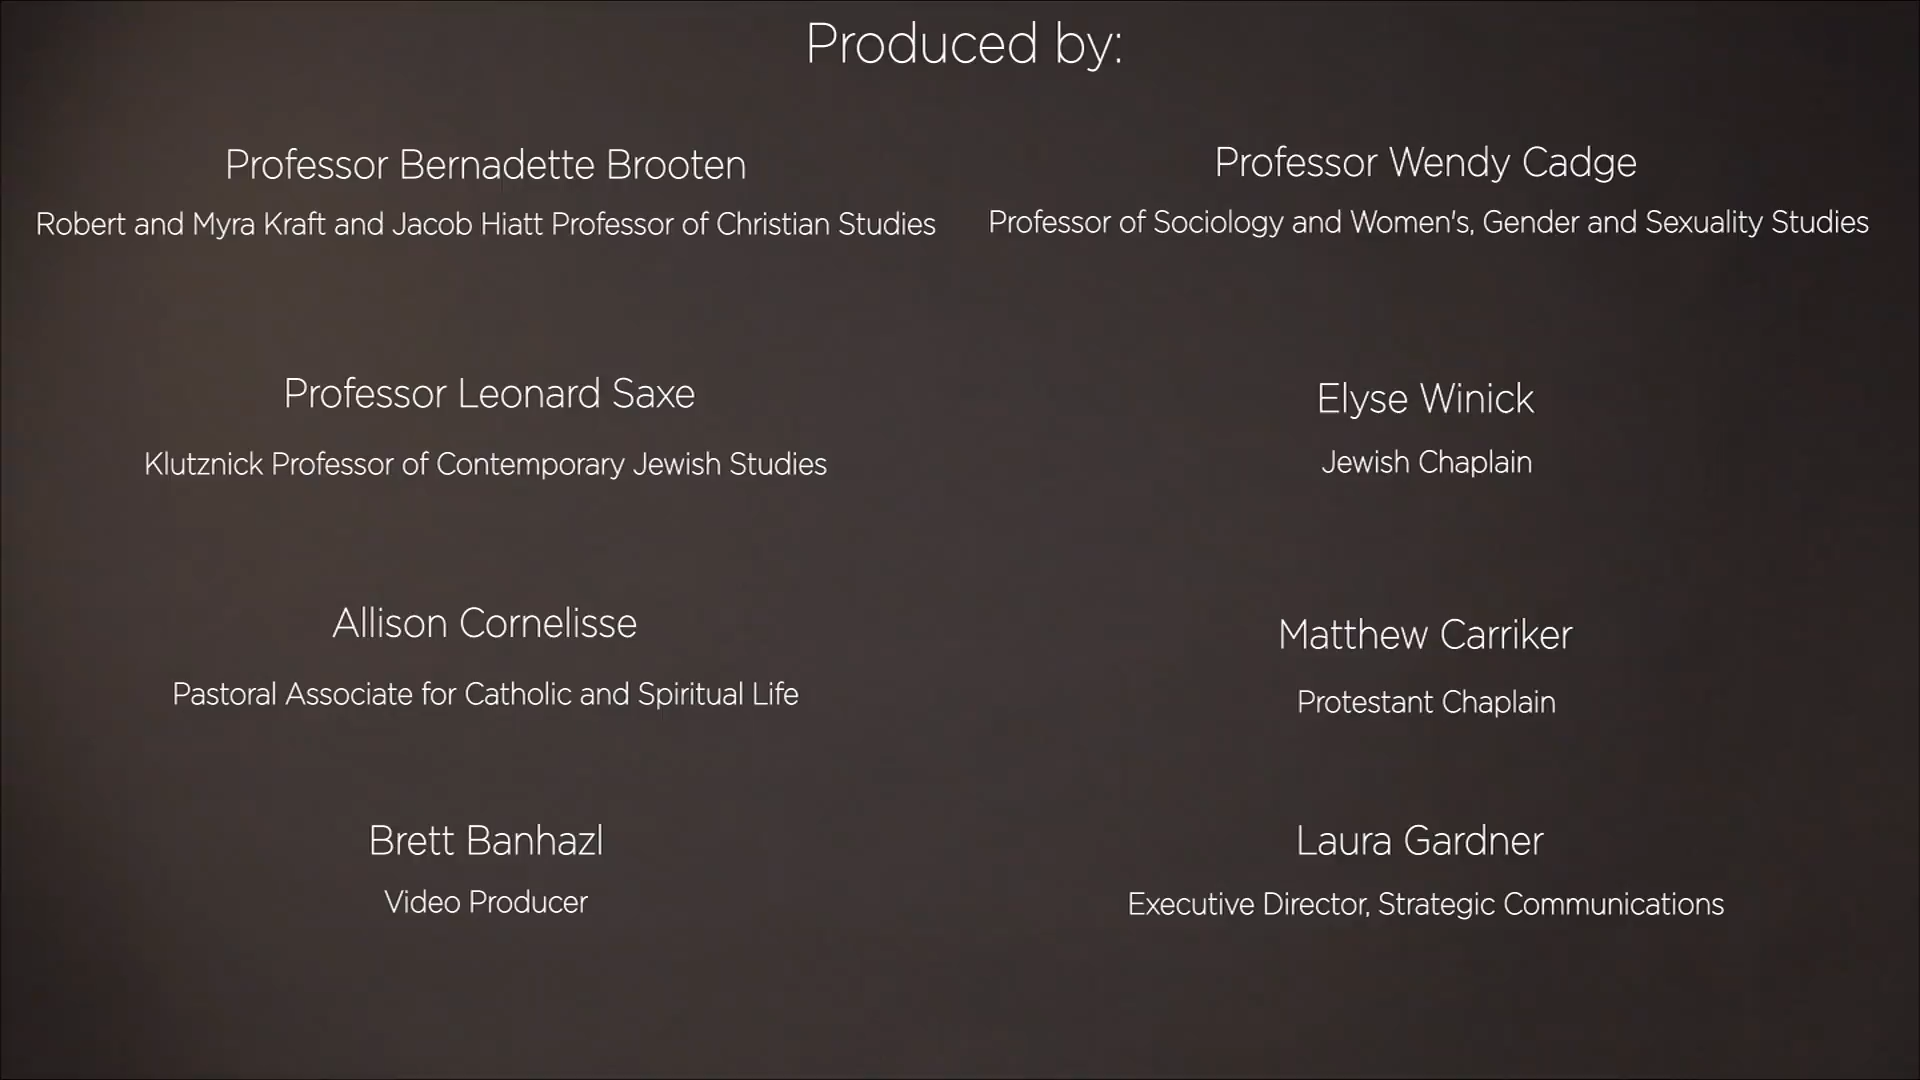 Produced by:
Professor Bernadette Brooten
Robert and Myra Kraft and Jacob Hiatt Professor of Christian Studies
Professor Wendy Cadge
Professor of Sociology and Women's, Gender and Sexuality Studies
Professor Leonard Saxe
Klutznick Professor of Contemporary Jewish Studies
Elyse Winick
Jewish Chaplain
Allison Cornelisse
Pastoral Associate for Catholic and Spiritual Life
Matthew Carriker
Protestant Chaplain
Brett Banhazl
Video Producer
Laura Gardner
Executive Director, Strategic Communications